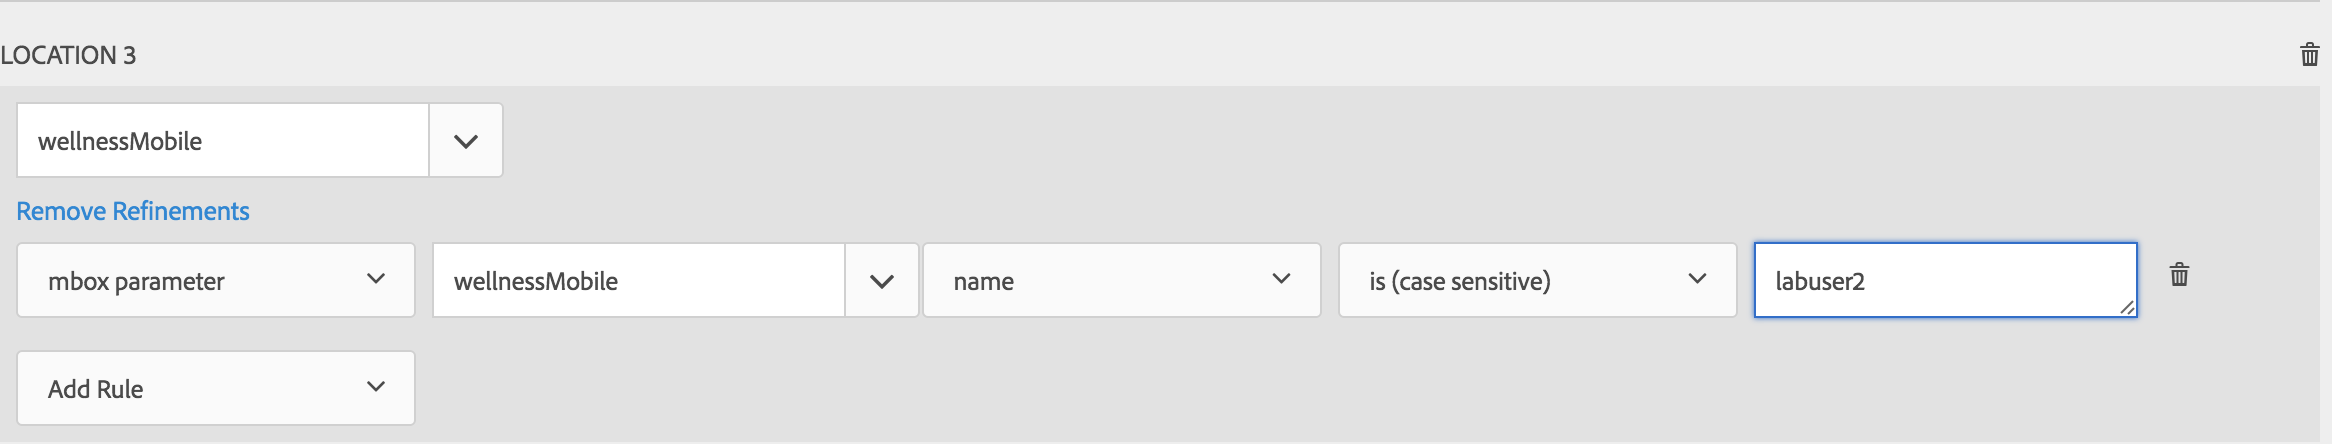 LOCATION 3
wellnessMobile
Remove Refinements
mbox parameter wellnessMobile name is (case sensitive) labuser2
Add Rule